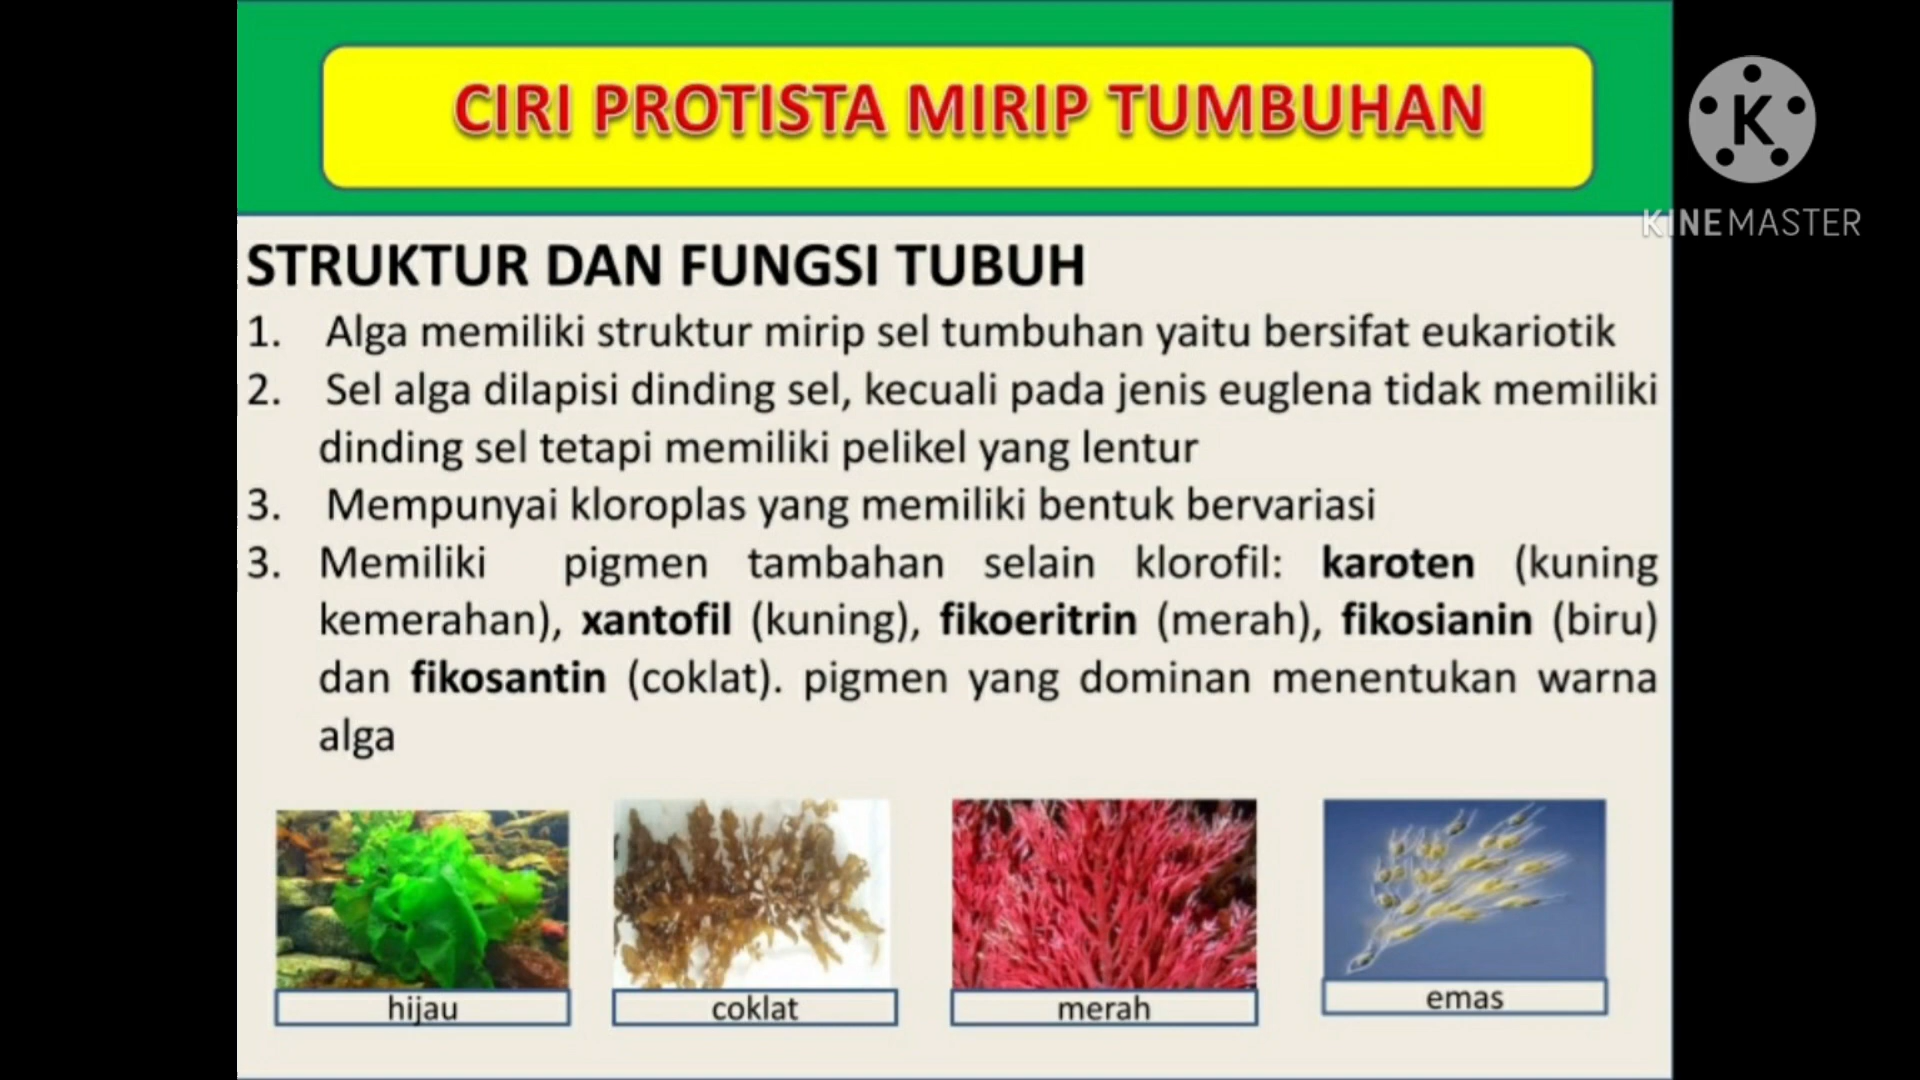 CIRI PROTISTA MIRIP TUMBUHAN
K
KINEMASTER
STRUKTUR DAN FUNGSI TUBUH
1. Alga memiliki struktur mirip sel tumbuhan yaitu bersifat eukariotik
2. Sel alga dilapisi dinding sel, kecuali pada jenis euglena tidak memiliki
dinding sel tetapi memiliki pelikel yang lentur
3. Mempunyai kloroplas yang memiliki bentuk bervariasi
3. Memiliki pigmen tambahan selain klorofil: karoten (kuning
kemerahan), xantofil (kuning), fikoeritrin (merah), fikosianin (biru)
dan fikosantin (coklat). pigmen yang dominan menentukan warna
alga
hijau
coklat
merah
emas